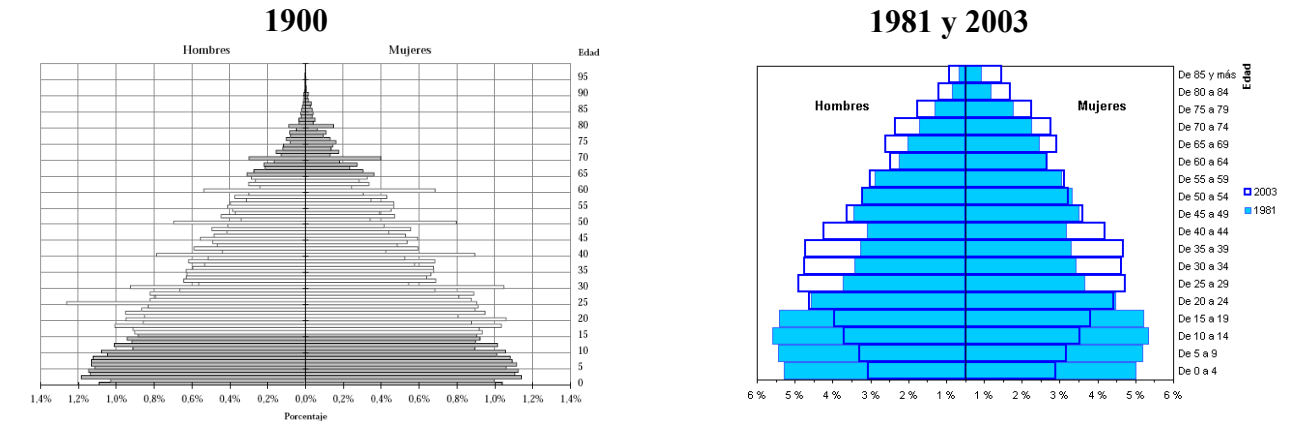 1900
Hombres Mujeres Edad
95
90
85
80
75
70
65
60
55
50
45
40
35
30
25
20
15
10
5
0
1,4% 1,2% 1,0% 0,8% 0,6% 0,4% 0,2% 0,0% 0,2% 0,4% 0,6% 0,8% 1,0% 1,2% 1,4%
Porcentaje
1981 y 2003
Hombres Mujeres
Edad
De 85 y más
De 80 a 84
De 75 a 79
De 70 a 74
De 65 a 69
De 60 a 64
De 55 a 59
De 50 a 54
De 45 a 49
De 40 a 44
De 35 a 39
De 30 a 34
De 25 a 29
De 20 a 24
De 15 a 19
De 10 a 14
De 5 a 9
De 0 a 4
2003
1981
6 % 5 % 4 % 3 % 2 % 1 % 0 % 1 % 2 % 3 % 4 % 5 % 6 %